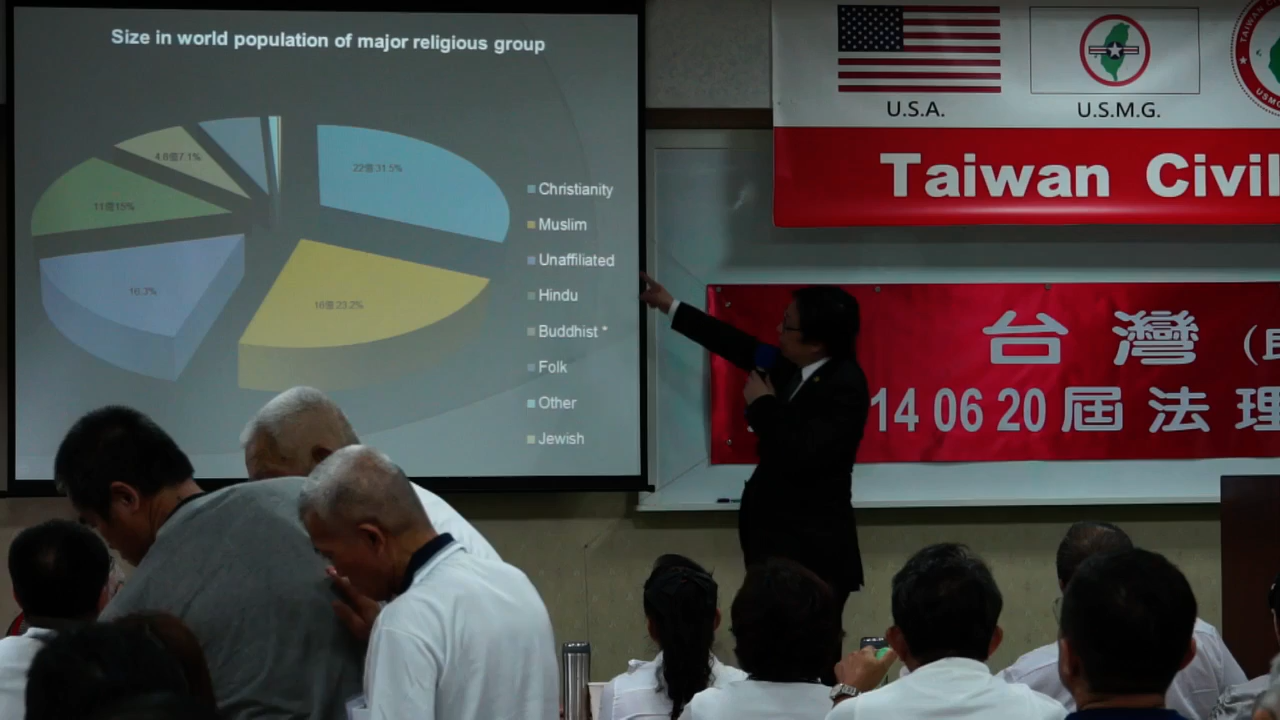 Size in world population of major religious group
22億31.5%
4.8億7.1%
11億15%
16.3%
16億23.2%
Christianity
Muslim
Unaffiliated
Hindu
Buddhist *
Folk
Other
Jewish
U.S.A.
U.S.M.G.
Taiwan Civil
台灣
14 06 20 屆法理